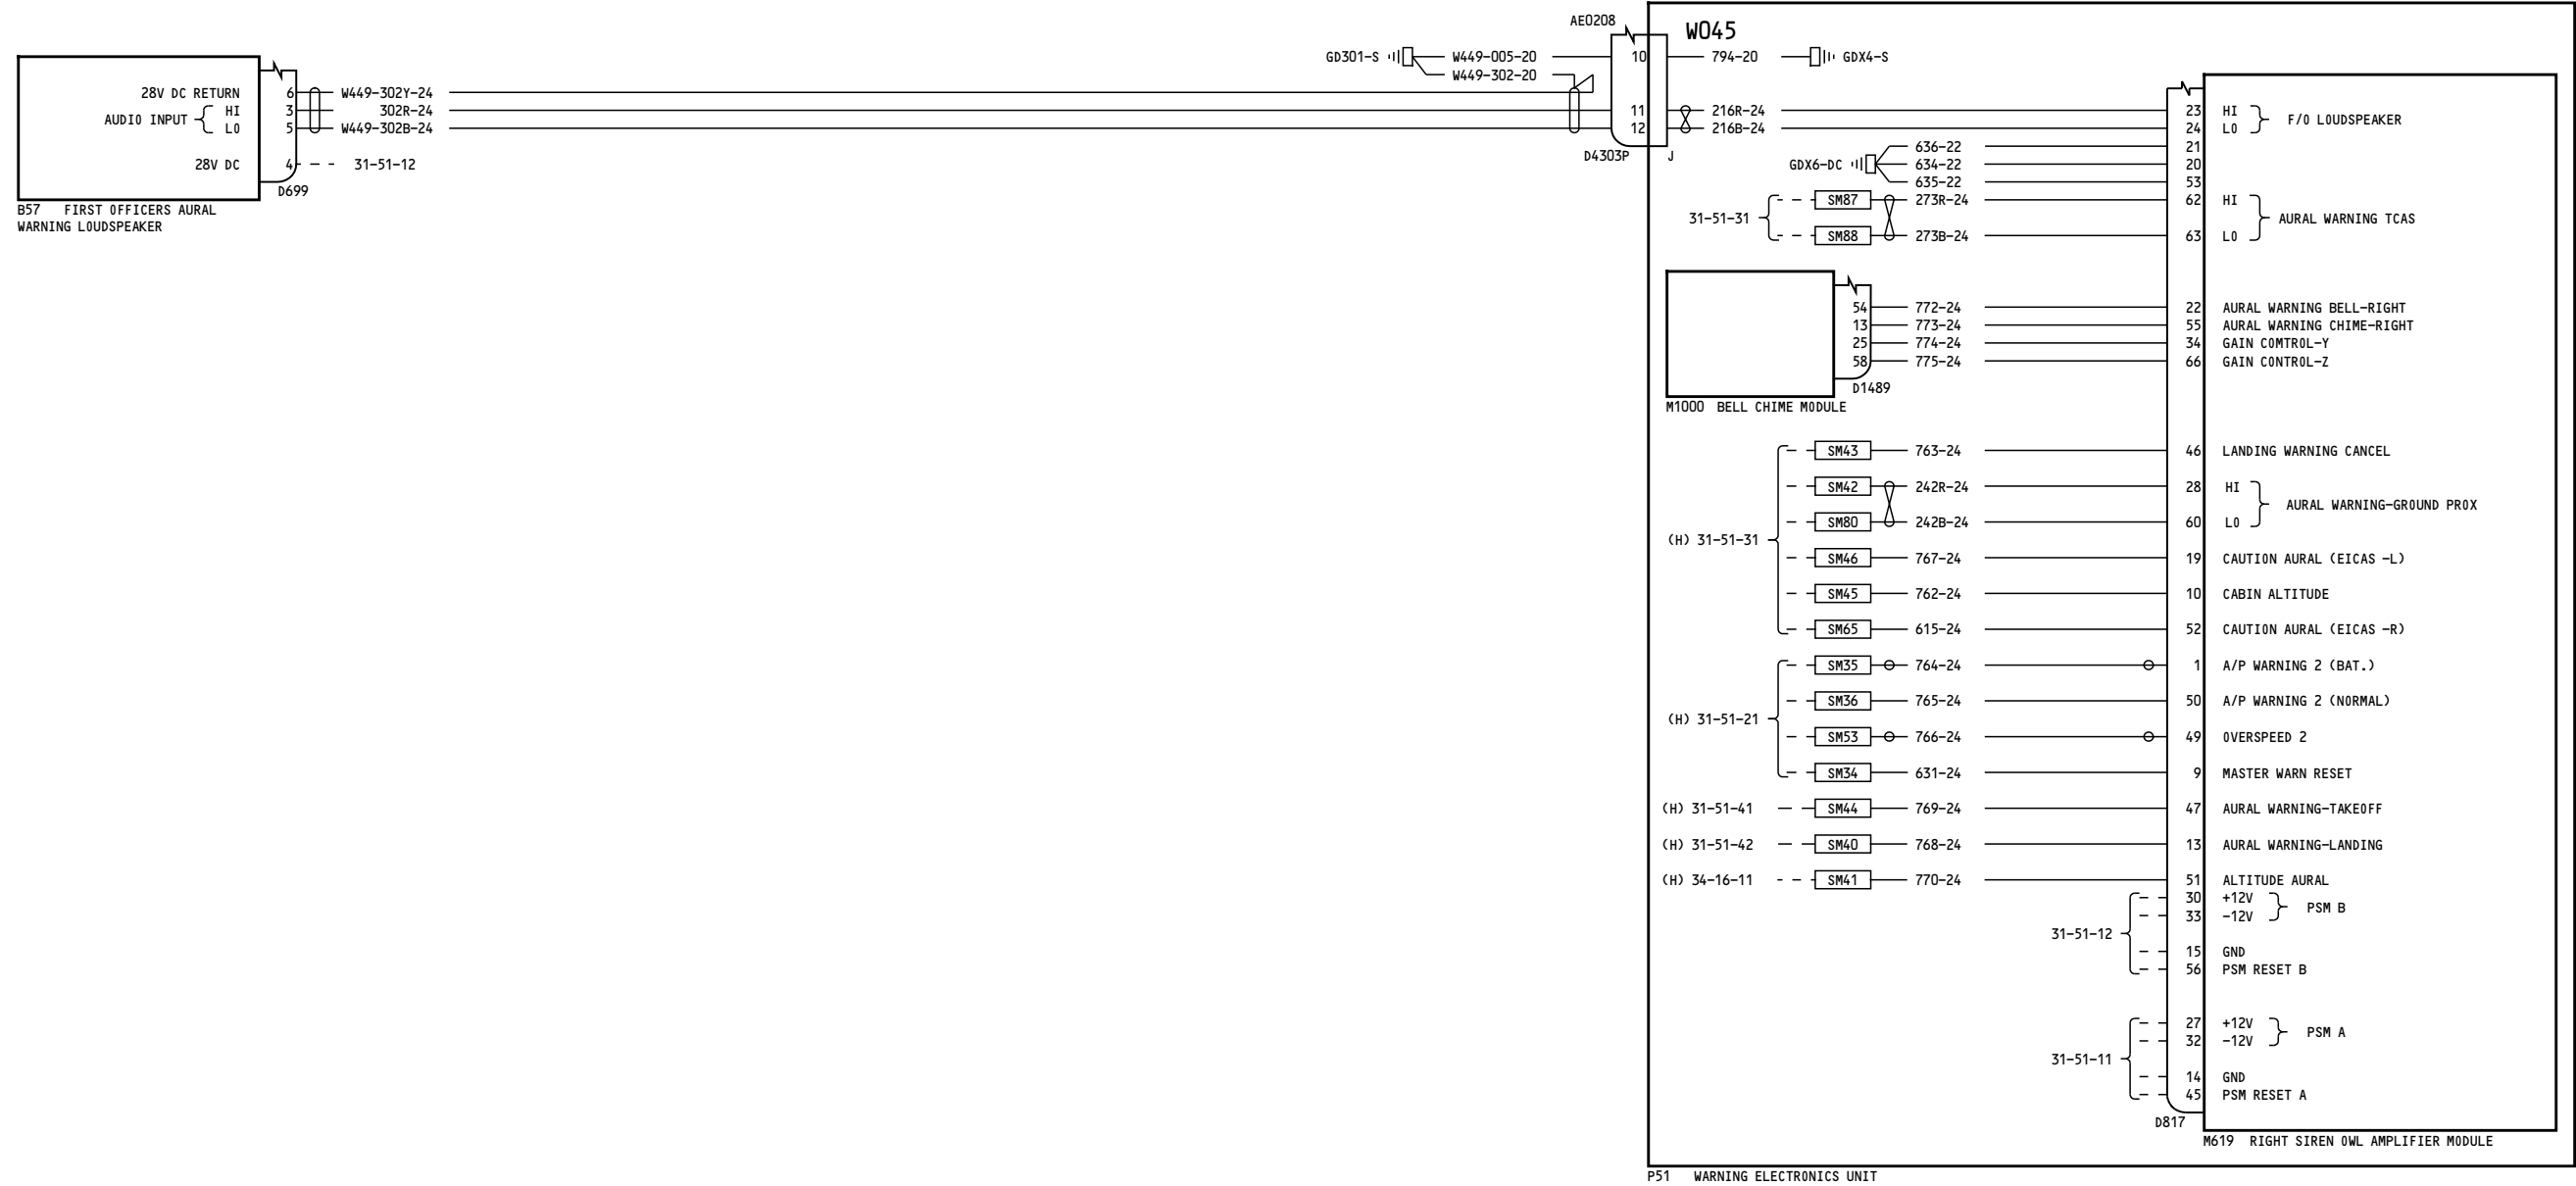 AE0208
W045
GD301-S W449-005-20 10 794-20 GDX4-S
W449-302-20
28V DC RETURN 6 W449-302Y-24
AUDIO INPUT HI 3 302R-24 11 216R-24 23 HI F/O LOUDSPEAKER
LO 5 W449-302B-24 12 216B-24 24 LO
D4303P J
636-22 21
28V DC 4 31-51-12 GDX6-DC 634-22 20
D699
635-22 53
B57 FIRST OFFICERS AURAL
WARNING LOUDSPEAKER
SM87 273R-24 62 HI
31-51-31 AURAL WARNING TCAS
SM88 273B-24 63 LO
54 772-24 22 AURAL WARNING BELL-RIGHT
13 773-24 55 AURAL WARNING CHIME-RIGHT
25 774-24 34 GAIN COMTROL-Y
58 775-24 66 GAIN CONTROL-Z
D1489
M1000 BELL CHIME MODULE
SM43 763-24 46 LANDING WARNING CANCEL
SM42 242R-24 28 HI
AURAL WARNING-GROUND PROX
SM80 242B-24 60 LO
(H) 31-51-31
SM46 767-24 19 CAUTION AURAL (EICAS -L)
SM45 762-24 10 CABIN ALTITUDE
SM65 615-24 52 CAUTION AURAL (EICAS -R)
SM35 764-24 1 A/P WARNING 2 (BAT.)
SM36 765-24 50 A/P WARNING 2 (NORMAL)
(H) 31-51-21
SM53 766-24 49 OVERSPEED 2
SM34 631-24 9 MASTER WARN RESET
(H) 31-51-41 SM44 769-24 47 AURAL WARNING-TAKEOFF
(H) 31-51-42 SM40 768-24 13 AURAL WARNING-LANDING
(H) 34-16-11 SM41 770-24 51 ALTITUDE AURAL
30 +12V PSM B
33 -12V
31-51-12
15 GND
56 PSM RESET B
27 +12V PSM A
32 -12V
31-51-11
14 GND
45 PSM RESET A
D817
M619 RIGHT SIREN OWL AMPLIFIER MODULE
P51 WARNING ELECTRONICS UNIT